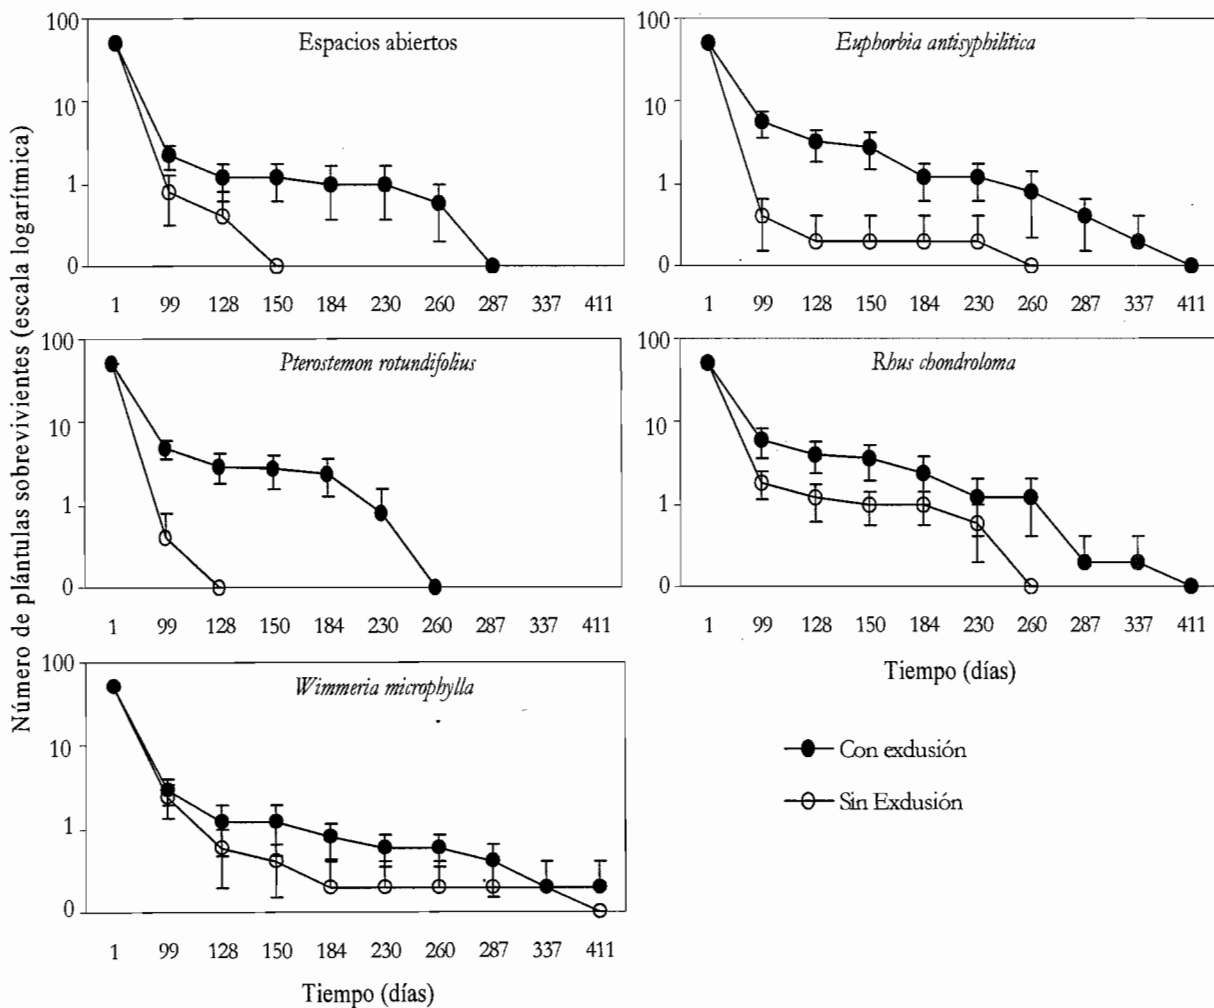 Número de plántulas sobrevivientes (escala logarítmica)
Espacios abiertos
100
10
1
0
1 99 128 150 184 230 260 287 337 411
Euphorbia antisyphilitica
100
10
1
0
1 99 128 150 184 230 260 287 337 411
Pterostemon rotundifolius
100
10
1
0
1 99 128 150 184 230 260 287 337 411
Rhus chondroloma
100
10
1
0
1 99 128 150 184 230 260 287 337 411
Tiempo (días)
Wimmeria microphylla
100
10
1
0
1 99 128 150 184 230 260 287 337 411
Tiempo (días)
Con exdusión
Sin Exdusión